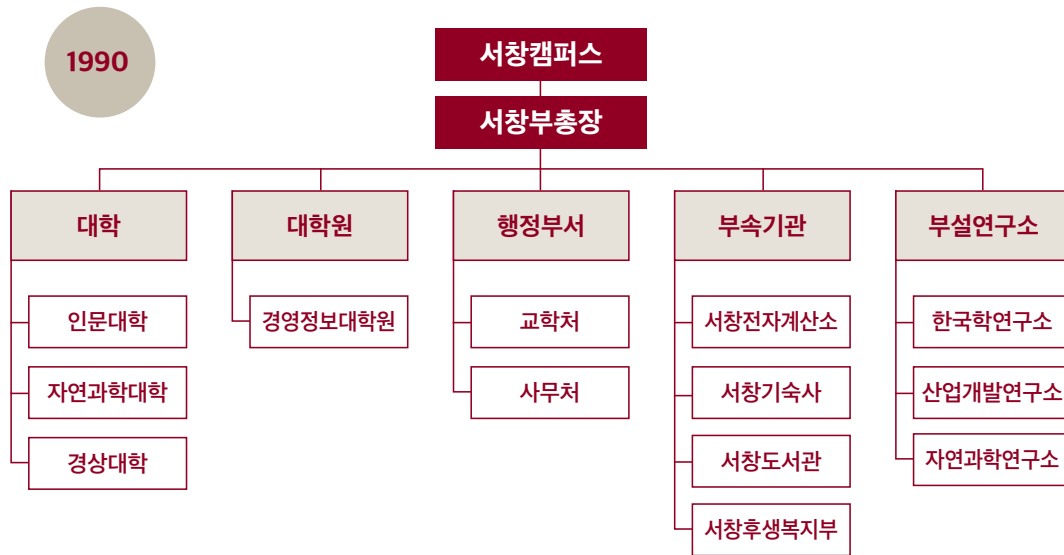 1990
서창캠퍼스
서창부총장
대학
대학원
행정부서
부속기관
부설연구소
인문대학
경영정보대학원
교학처
서창전자계산소
한국학연구소
자연과학대학
사무처
서창기숙사
산업개발연구소
경상대학
서창도서관
자연과학연구소
서창후생복지부